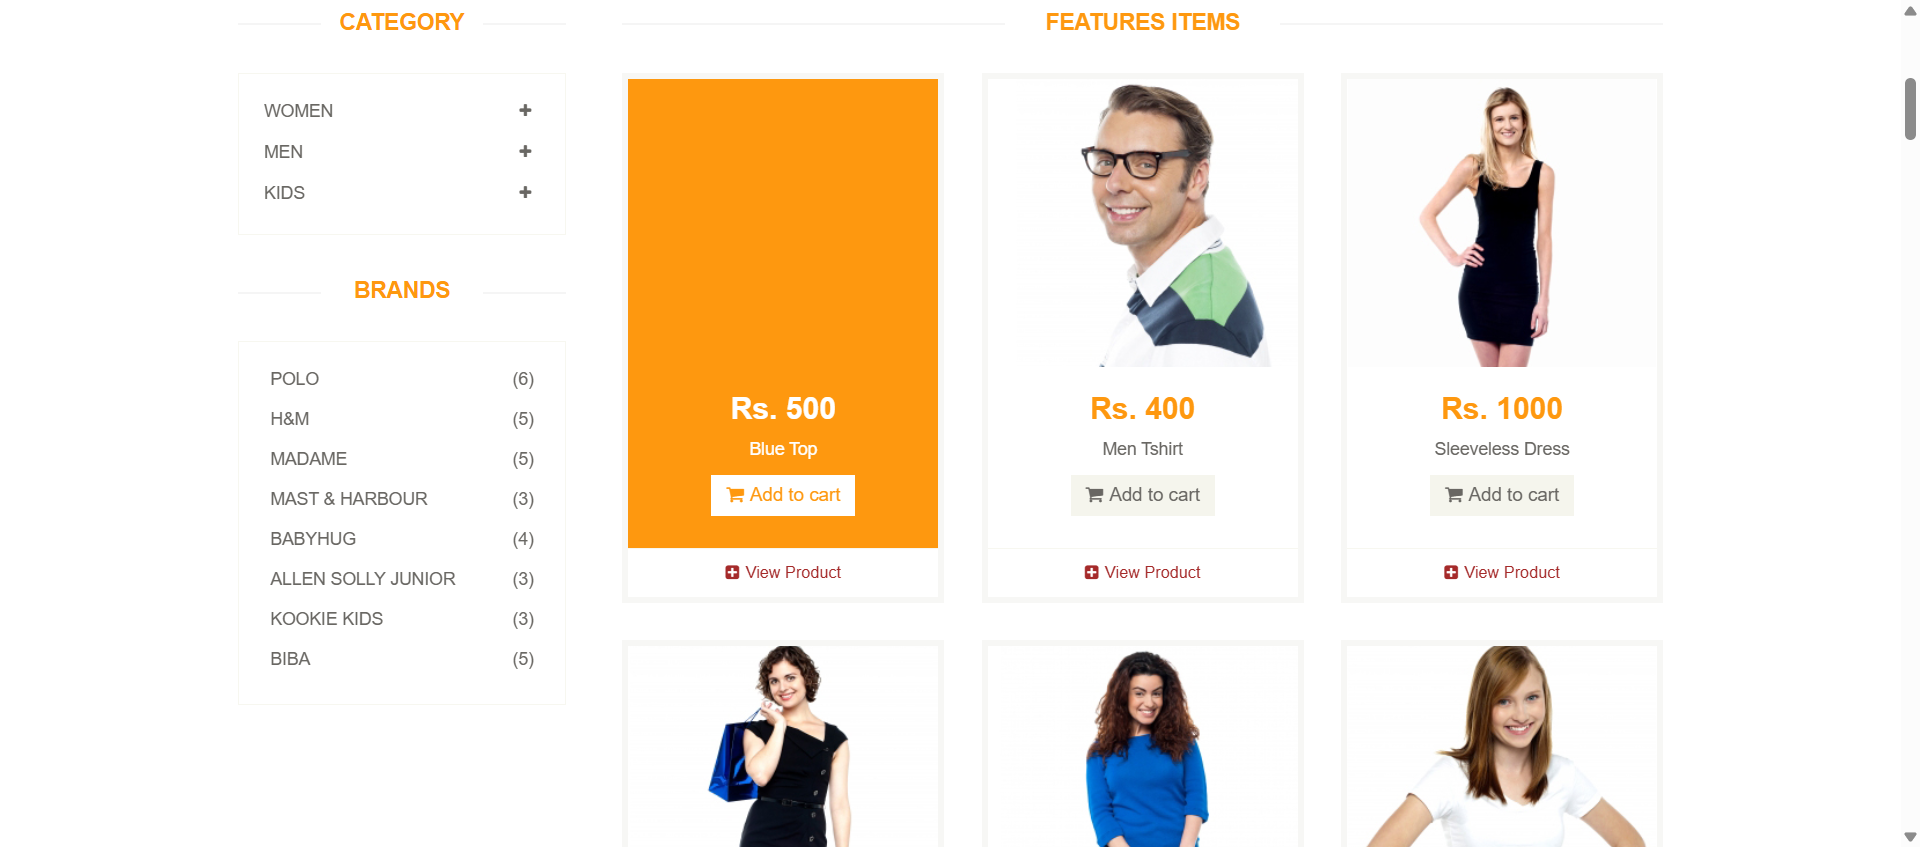 CATEGORY
WOMEN
MEN
KIDS
BRANDS
POLO (6)
H&M (5)
MADAME (5)
MAST & HARBOUR (3)
BABYHUG (4)
ALLEN SOLLY JUNIOR (3)
KOOKIE KIDS (3)
BIBA (5)
FEATURES ITEMS
Rs. 500
Blue Top
Add to cart
View Product
Rs. 400
Men Tshirt
Add to cart
View Product
Rs. 1000
Sleeveless Dress
Add to cart
View Product